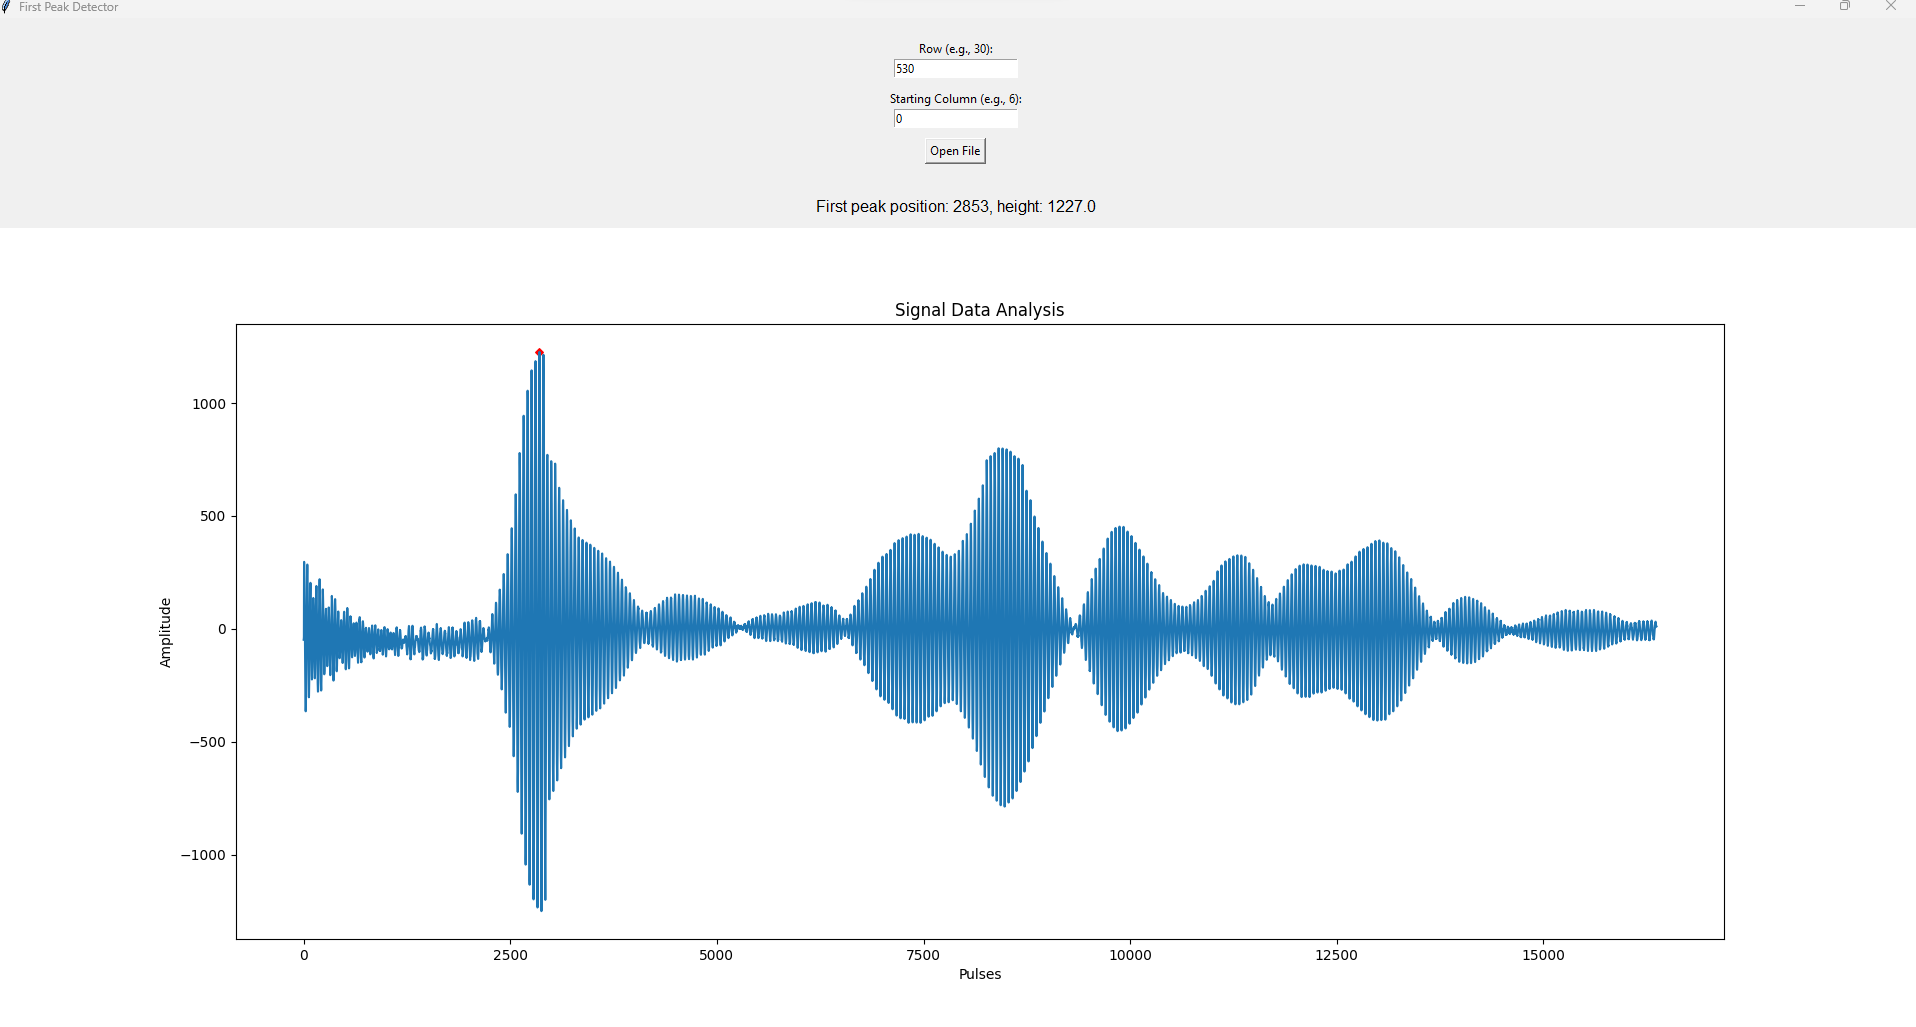 First Peak Detector
Row (e.g., 30):
530
Starting Column (e.g., 6):
0
Open File
First peak position: 2853, height: 1227.0
Signal Data Analysis
1000
500
0
−500
−1000
Amplitude
0 2500 5000 7500 10000 12500 15000
Pulses